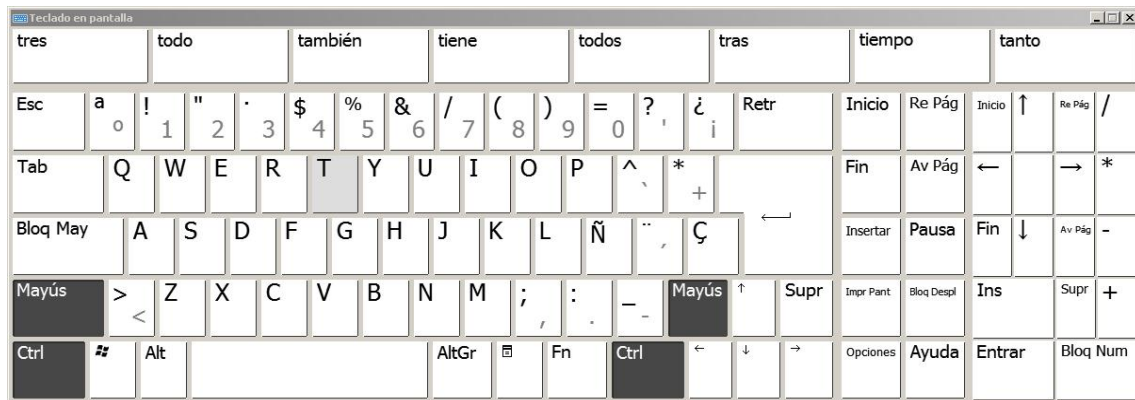 Teclado en pantalla
tres todo también tiene todos tras tiempo tanto
Esc ª º ! 1 " 2 · 3 $ 4 % 5 & 6 / 7 ( 8 ) 9 = 0 ? ' ¿ ¡ Retr Inicio Re Pág Inicio ↑ Re Pág /
Tab Q W E R T Y U I O P ^ ` * + Fin Av Pág ← → *
Bloq May A S D F G H J K L Ñ ¨ ´ Ç Insertar Pausa Fin ↓ Av Pág -
Mayús > < Z X C V B N M ; , : . _ - Mayús ↑ Supr Impr Pant Bloq Despl Ins Supr +
Ctrl Alt AltGr Fn Ctrl ← ↓ → Opciones Ayuda Entrar Bloq Num